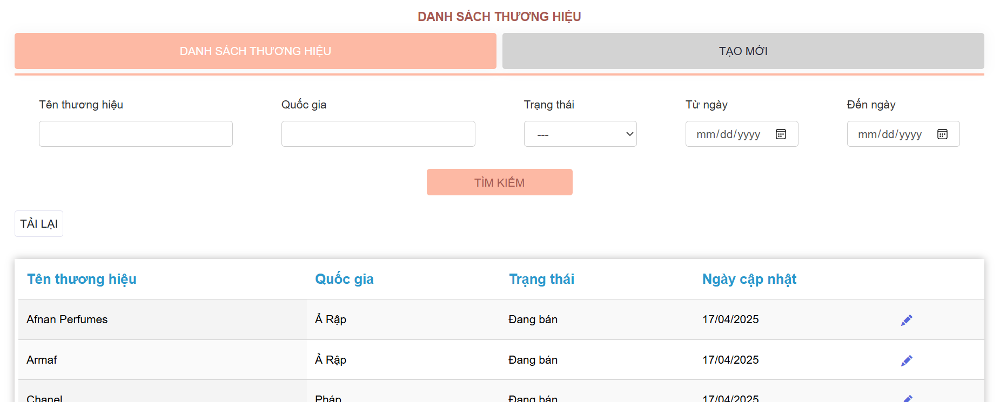 DANH SÁCH THƯƠNG HIỆU
DANH SÁCH THƯƠNG HIỆU TẠO MỚI
Tên thương hiệu Quốc gia Trạng thái Từ ngày Đến ngày
--- mm/dd/yyyy mm/dd/yyyy
TÌM KIẾM
TẢI LẠI
Tên thương hiệu Quốc gia Trạng thái Ngày cập nhật
Afnan Perfumes Ả Rập Đang bán 17/04/2025
Armaf Ả Rập Đang bán 17/04/2025
Chanel Pháp Đang bán 17/04/2025